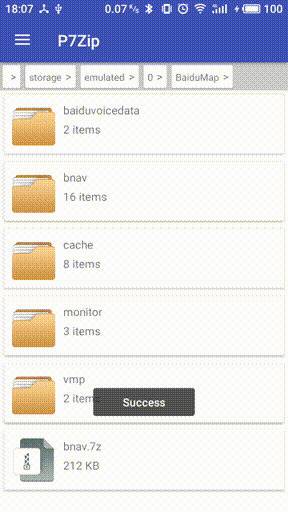 18:07 0.07 K/s 100
P7Zip
> storage > emulated > 0 > BaiduMap >
baiduvoicedata
2 items
bnav
16 items
cache
8 items
monitor
3 items
vmp
2 items
Success
bnav.7z
212 KB